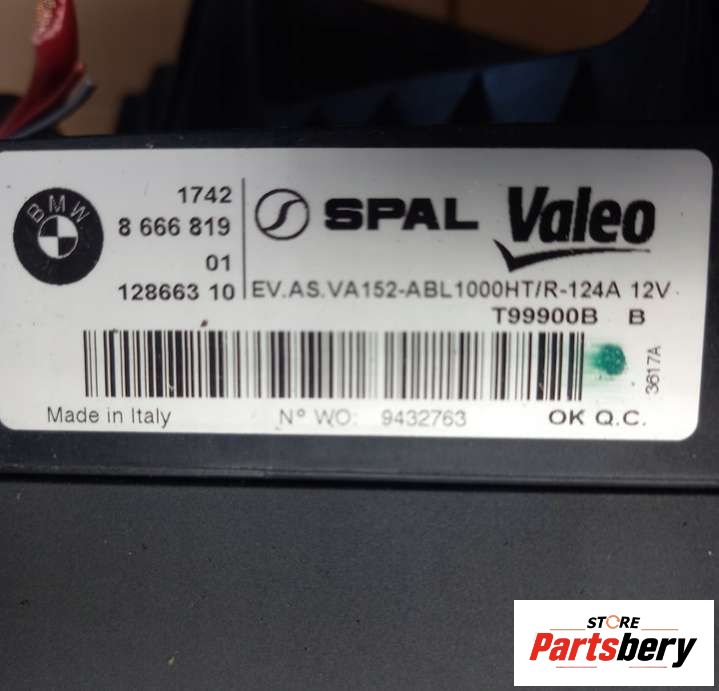 BMW
1742
8 666 819
01
128663 10
SPAL Valeo
EV.AS.VA152-ABL1000HT/R-124A 12V
T99900B B
3617A
Made in Italy N° WO: 9432763 OK Q.C.
STORE
Partsbery